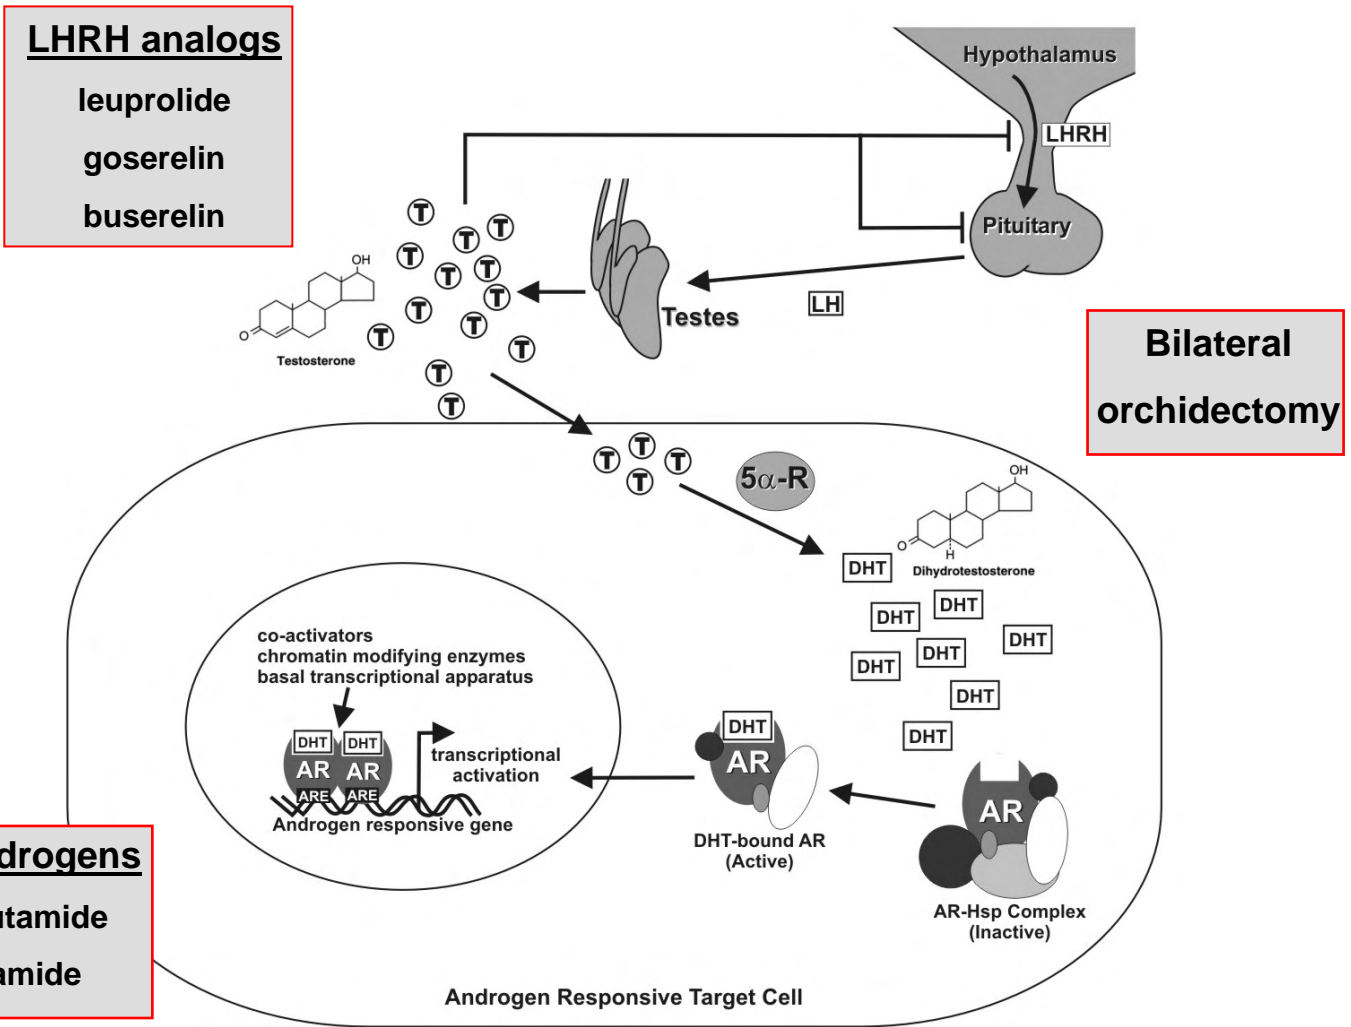 LHRH analogs
leuprolide
goserelin
buserelin
Hypothalamus
LHRH
Pituitary
T
T
T
T
T
T
T
T
T
T
T
T
T
T
OH
O
Testosterone
Testes
LH
Bilateral
orchidectomy
T
T
T
T
5α-R
OH
O
H
Dihydrotestosterone
DHT
DHT
DHT
DHT
DHT
DHT
DHT
DHT
co-activators
chromatin modifying enzymes
basal transcriptional apparatus
DHT
DHT
AR
AR
ARE
ARE
transcriptional
activation
Androgen responsive gene
DHT
AR
DHT-bound AR
(Active)
AR
AR-Hsp Complex
(Inactive)
drogens
utamide
amide
Androgen Responsive Target Cell